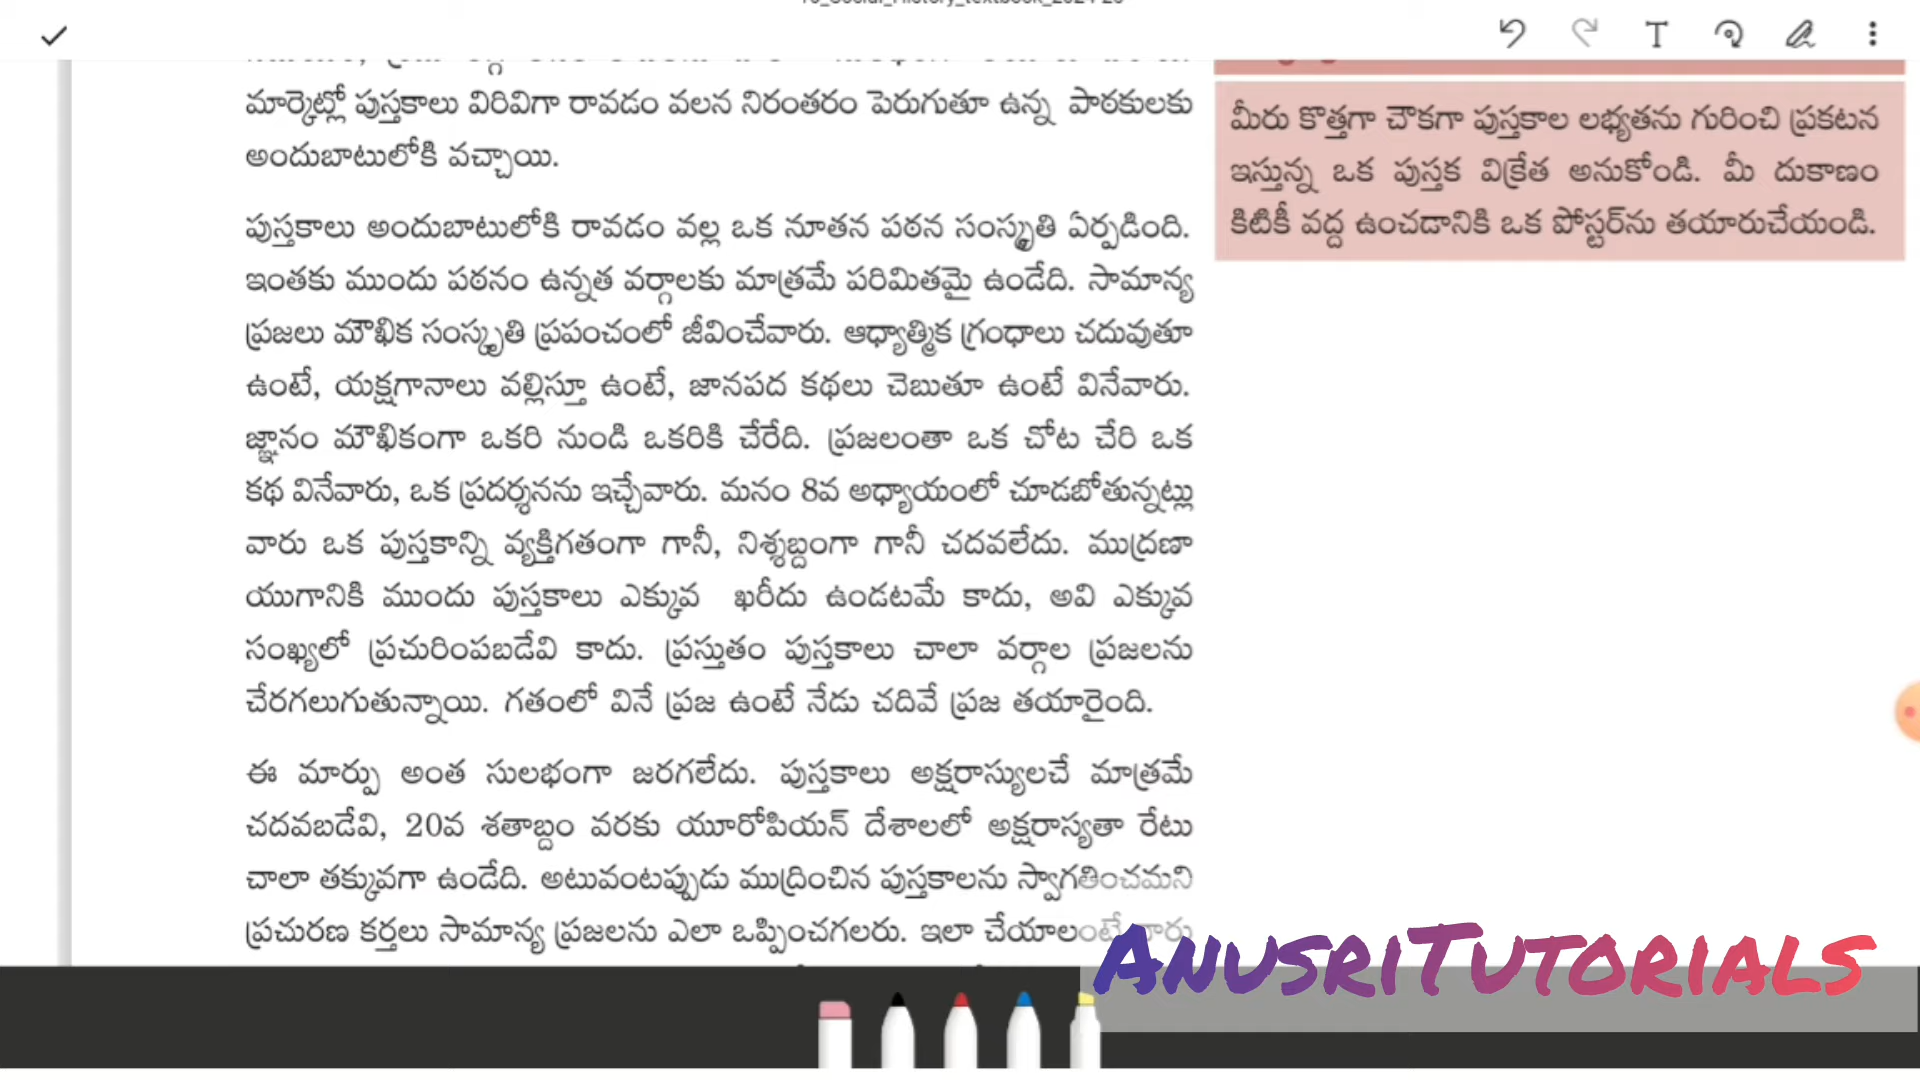 మార్కెట్లో పుస్తకాలు విరివిగా రావడం వలన నిరంతరం పెరుగుతూ ఉన్న పాఠకులకు
అందుబాటులోకి వచ్చాయి.
పుస్తకాలు అందుబాటులోకి రావడం వల్ల ఒక నూతన పఠన సంస్కృతి ఏర్పడింది.
ఇంతకు ముందు పఠనం ఉన్నత వర్గాలకు మాత్రమే పరిమితమై ఉండేది. సామాన్య
ప్రజలు మౌఖిక సంస్కృతి ప్రపంచంలో జీవించేవారు. ఆధ్యాత్మిక గ్రంధాలు చదువుతూ
ఉంటే, యక్షగానాలు వల్లిస్తూ ఉంటే, జానపద కథలు చెబుతూ ఉంటే వినేవారు.
జ్ఞానం మౌఖికంగా ఒకరి నుండి ఒకరికి చేరేది. ప్రజలంతా ఒక చోట చేరి ఒక
కథ వినేవారు, ఒక ప్రదర్శనను ఇచ్చేవారు. మనం 8వ అధ్యాయంలో చూడబోతున్నట్లు
వారు ఒక పుస్తకాన్ని వ్యక్తిగతంగా గానీ, నిశ్శబ్దంగా గానీ చదవలేదు. ముద్రణా
యుగానికి ముందు పుస్తకాలు ఎక్కువ ఖరీదు ఉండటమే కాదు, అవి ఎక్కువ
సంఖ్యలో ప్రచురింపబడేవి కాదు. ప్రస్తుతం పుస్తకాలు చాలా వర్గాల ప్రజలను
చేరగలుగుతున్నాయి. గతంలో వినే ప్రజ ఉంటే నేడు చదివే ప్రజ తయారైంది.
ఈ మార్పు అంత సులభంగా జరగలేదు. పుస్తకాలు అక్షరాస్యులచే మాత్రమే
చదవబడేవి, 20వ శతాబ్దం వరకు యూరోపియన్ దేశాలలో అక్షరాస్యతా రేటు
చాలా తక్కువగా ఉండేది. అటువంటప్పుడు ముద్రించిన పుస్తకాలను స్వాగతించమని
ప్రచురణ కర్తలు సామాన్య ప్రజలను ఎలా ఒప్పించగలరు. ఇలా చేయాలంటే వారు
మీరు కొత్తగా చౌకగా పుస్తకాల లభ్యతను గురించి ప్రకటన
ఇస్తున్న ఒక పుస్తక విక్రేత అనుకోండి. మీ దుకాణం
కిటికీ వద్ద ఉంచడానికి ఒక పోస్టర్‌ను తయారుచేయండి.
ANUSRITUTORIALS